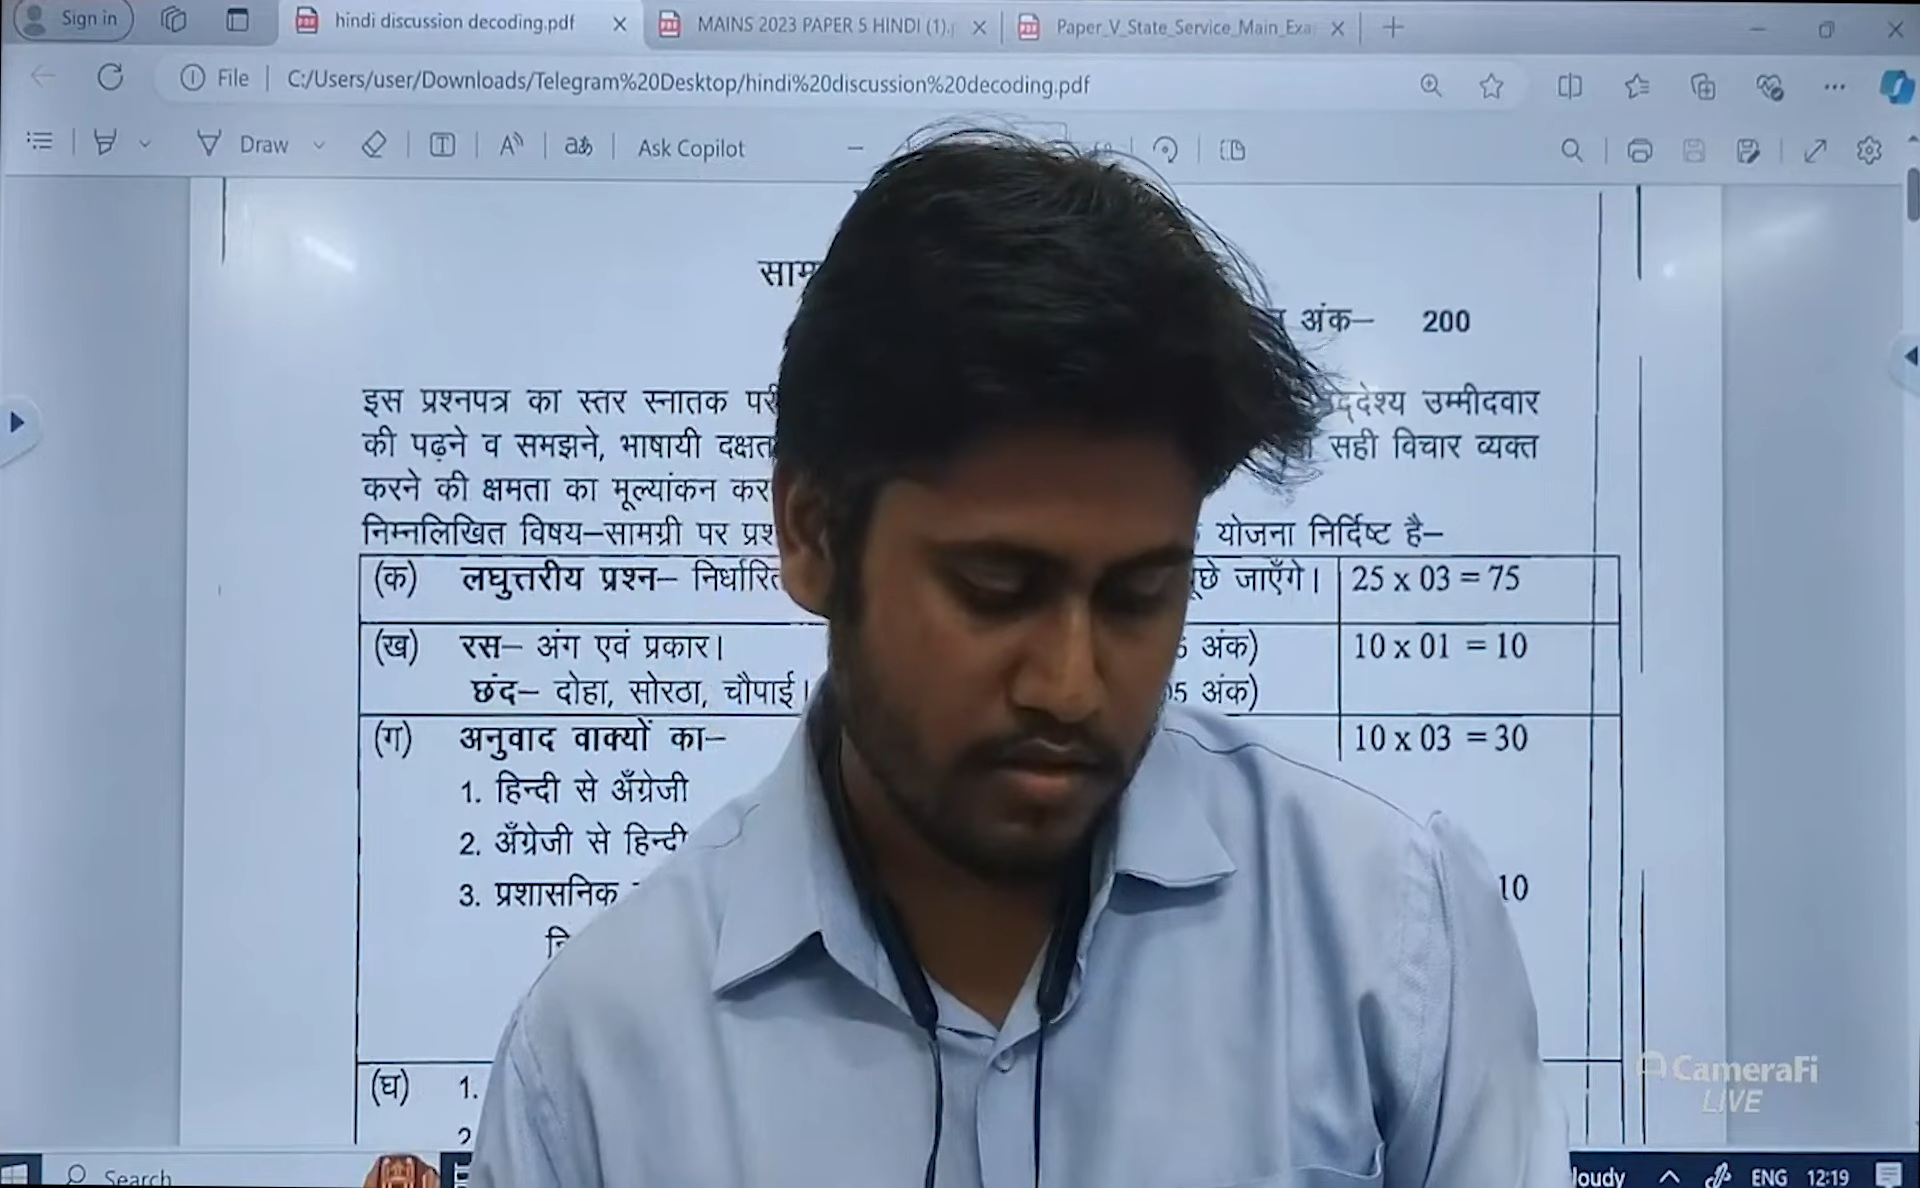 Sign in
hindi discussion decoding.pdf
MAINS 2023 PAPER 5 HINDI (1).
Paper_V_State_Service_Main_Exa
File
C:/Users/user/Downloads/Telegram%20Desktop/hindi%20discussion%20decoding.pdf
Draw
aあ
Ask Copilot
अंक— 200
इस प्रश्नपत्र का स्तर स्नातक उम्मीदवार
की पढ़ने व समझने, भाषायी सही विचार व्यक्त
करने की क्षमता का मूल्यांकन
निम्नलिखित विषय—सामग्री पर योजना निर्दिष्ट है—
(क) लघुत्तरीय प्रश्न— जाएँगे। 25 x 03 = 75
(ख) रस— अंग एवं प्रकार। अंक) 10 x 01 = 10
छंद— दोहा, सोरठा, चौपाई। अंक)
(ग) अनुवाद वाक्यों का— 10 x 03 = 30
1. हिन्दी से अँग्रेजी
2. अँग्रेजी से हिन्दी
3. प्रशासनिक 10
(घ) 1.
2
CameraFi
LIVE
Search
ENG 12:19